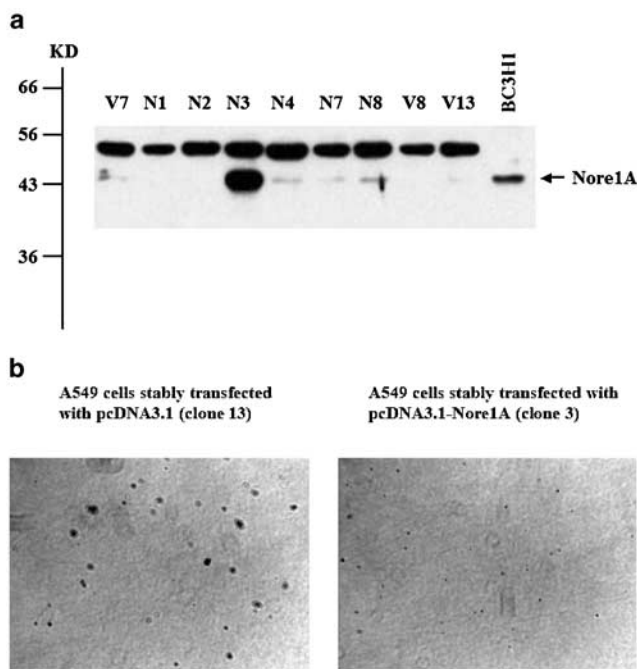 a
KD
66
56
43
36
V7 N1 N2 N3 N4 N7 N8 V8 V13 BC3H1
Nore1A
b
A549 cells stably transfected
with pcDNA3.1 (clone 13)
A549 cells stably transfected with
pcDNA3.1-Nore1A (clone 3)